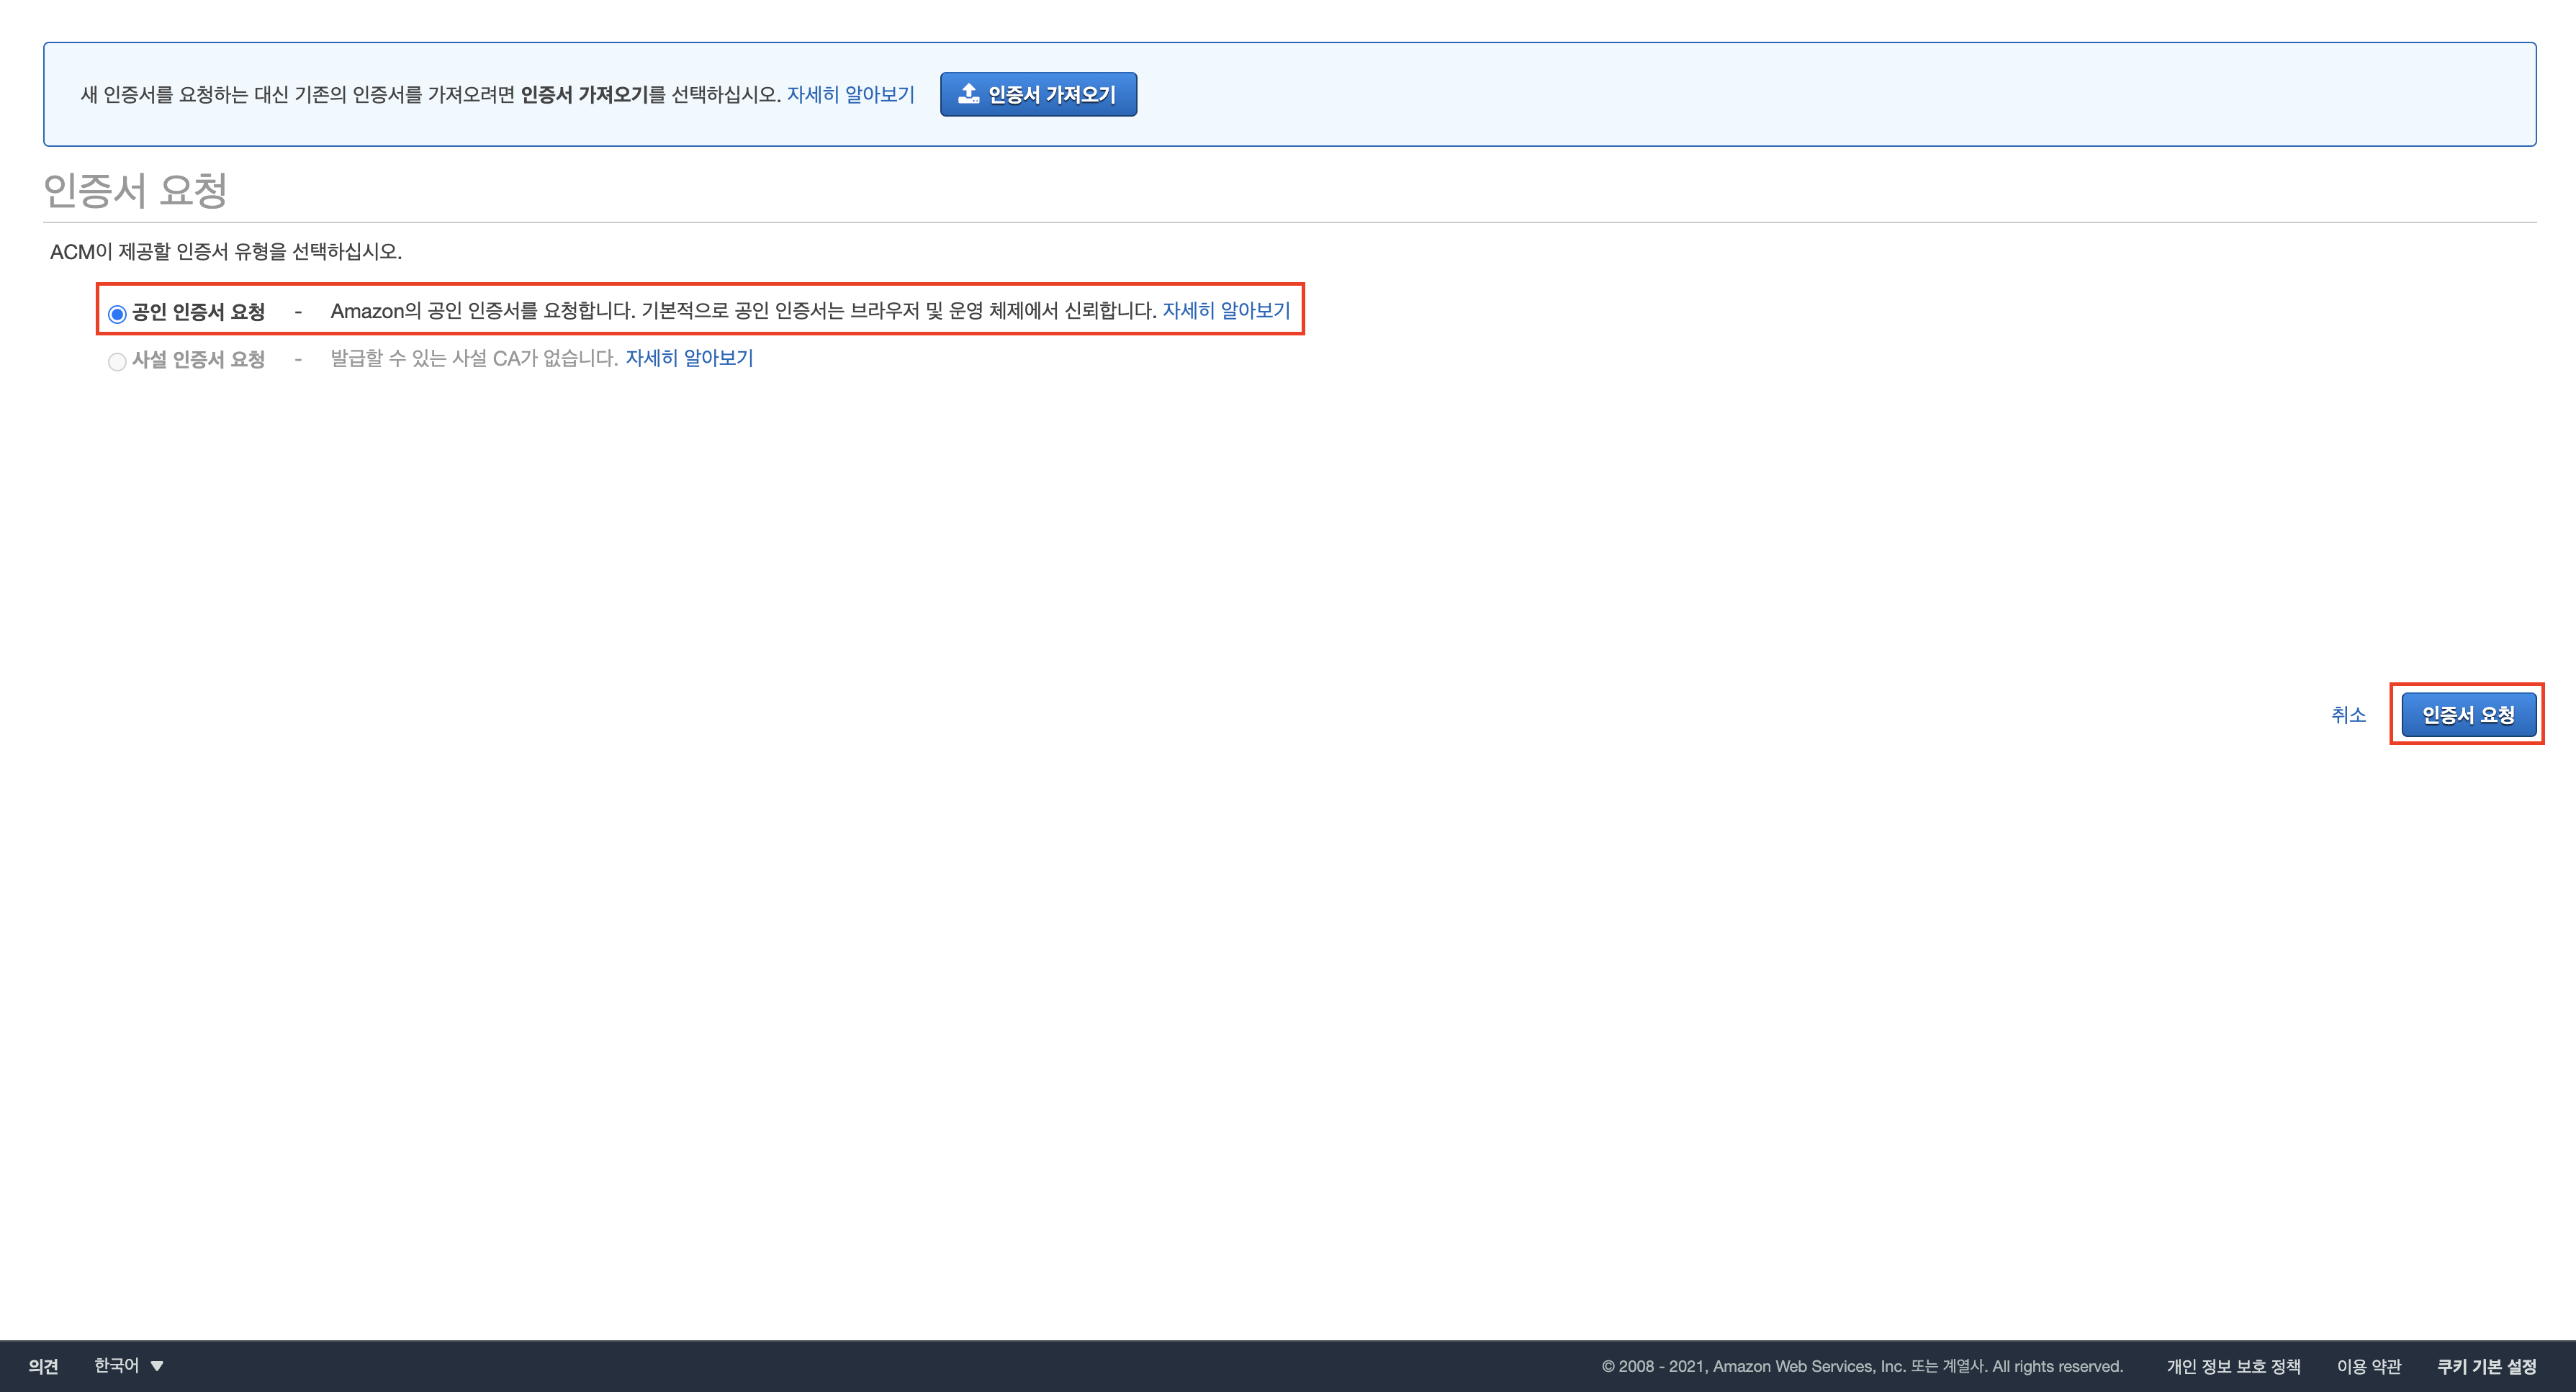 새 인증서를 요청하는 대신 기존의 인증서를 가져오려면 인증서 가져오기를 선택하십시오. 자세히 알아보기 인증서 가져오기
인증서 요청
ACM이 제공할 인증서 유형을 선택하십시오.
공인 인증서 요청 - Amazon의 공인 인증서를 요청합니다. 기본적으로 공인 인증서는 브라우저 및 운영 체제에서 신뢰합니다. 자세히 알아보기
사설 인증서 요청 - 발급할 수 있는 사설 CA가 없습니다. 자세히 알아보기
취소 인증서 요청
의견 한국어 © 2008 - 2021, Amazon Web Services, Inc. 또는 계열사. All rights reserved. 개인 정보 보호 정책 이용 약관 쿠키 기본 설정